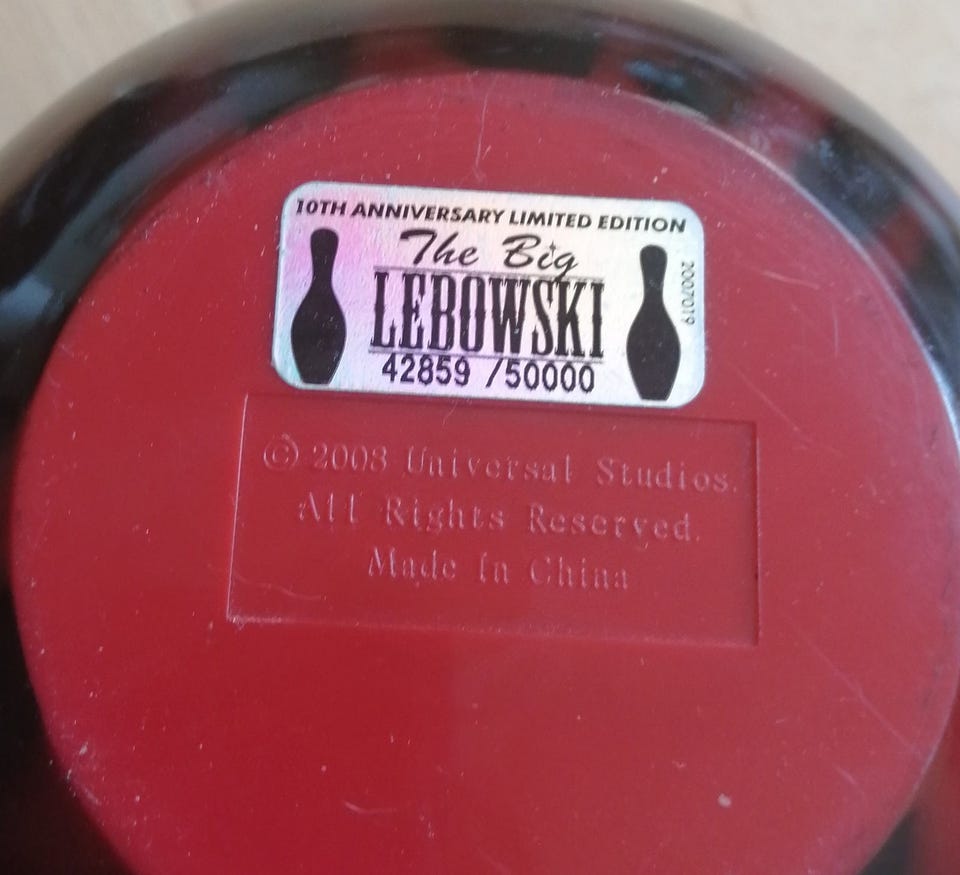 10TH ANNIVERSARY LIMITED EDITION
The Big
LEBOWSKI
42859 /50000
2007019
© 2008 Universal Studios.
All Rights Reserved.
Made In China